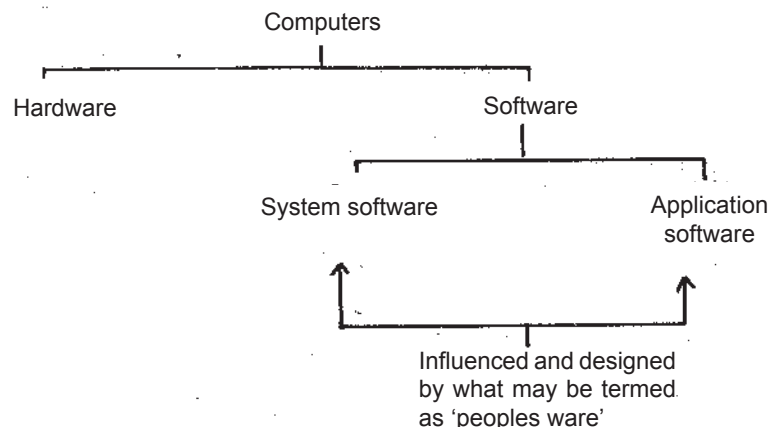 Computers
Hardware
Software
System software
Application
software
Influenced and designed
by what may be termed
as 'peoples ware'